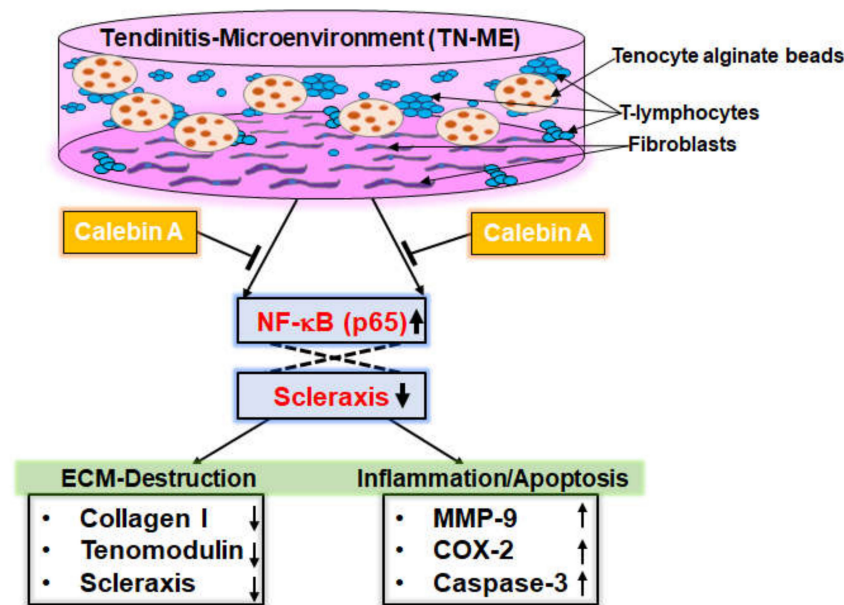 Tendinitis-Microenvironment (TN-ME)
Tenocyte alginate beads
T-lymphocytes
Fibroblasts
Calebin A
Calebin A
NF-κB (p65)
Scleraxis
ECM-Destruction
• Collagen I
• Tenomodulin
• Scleraxis
Inflammation/Apoptosis
• MMP-9
• COX-2
• Caspase-3